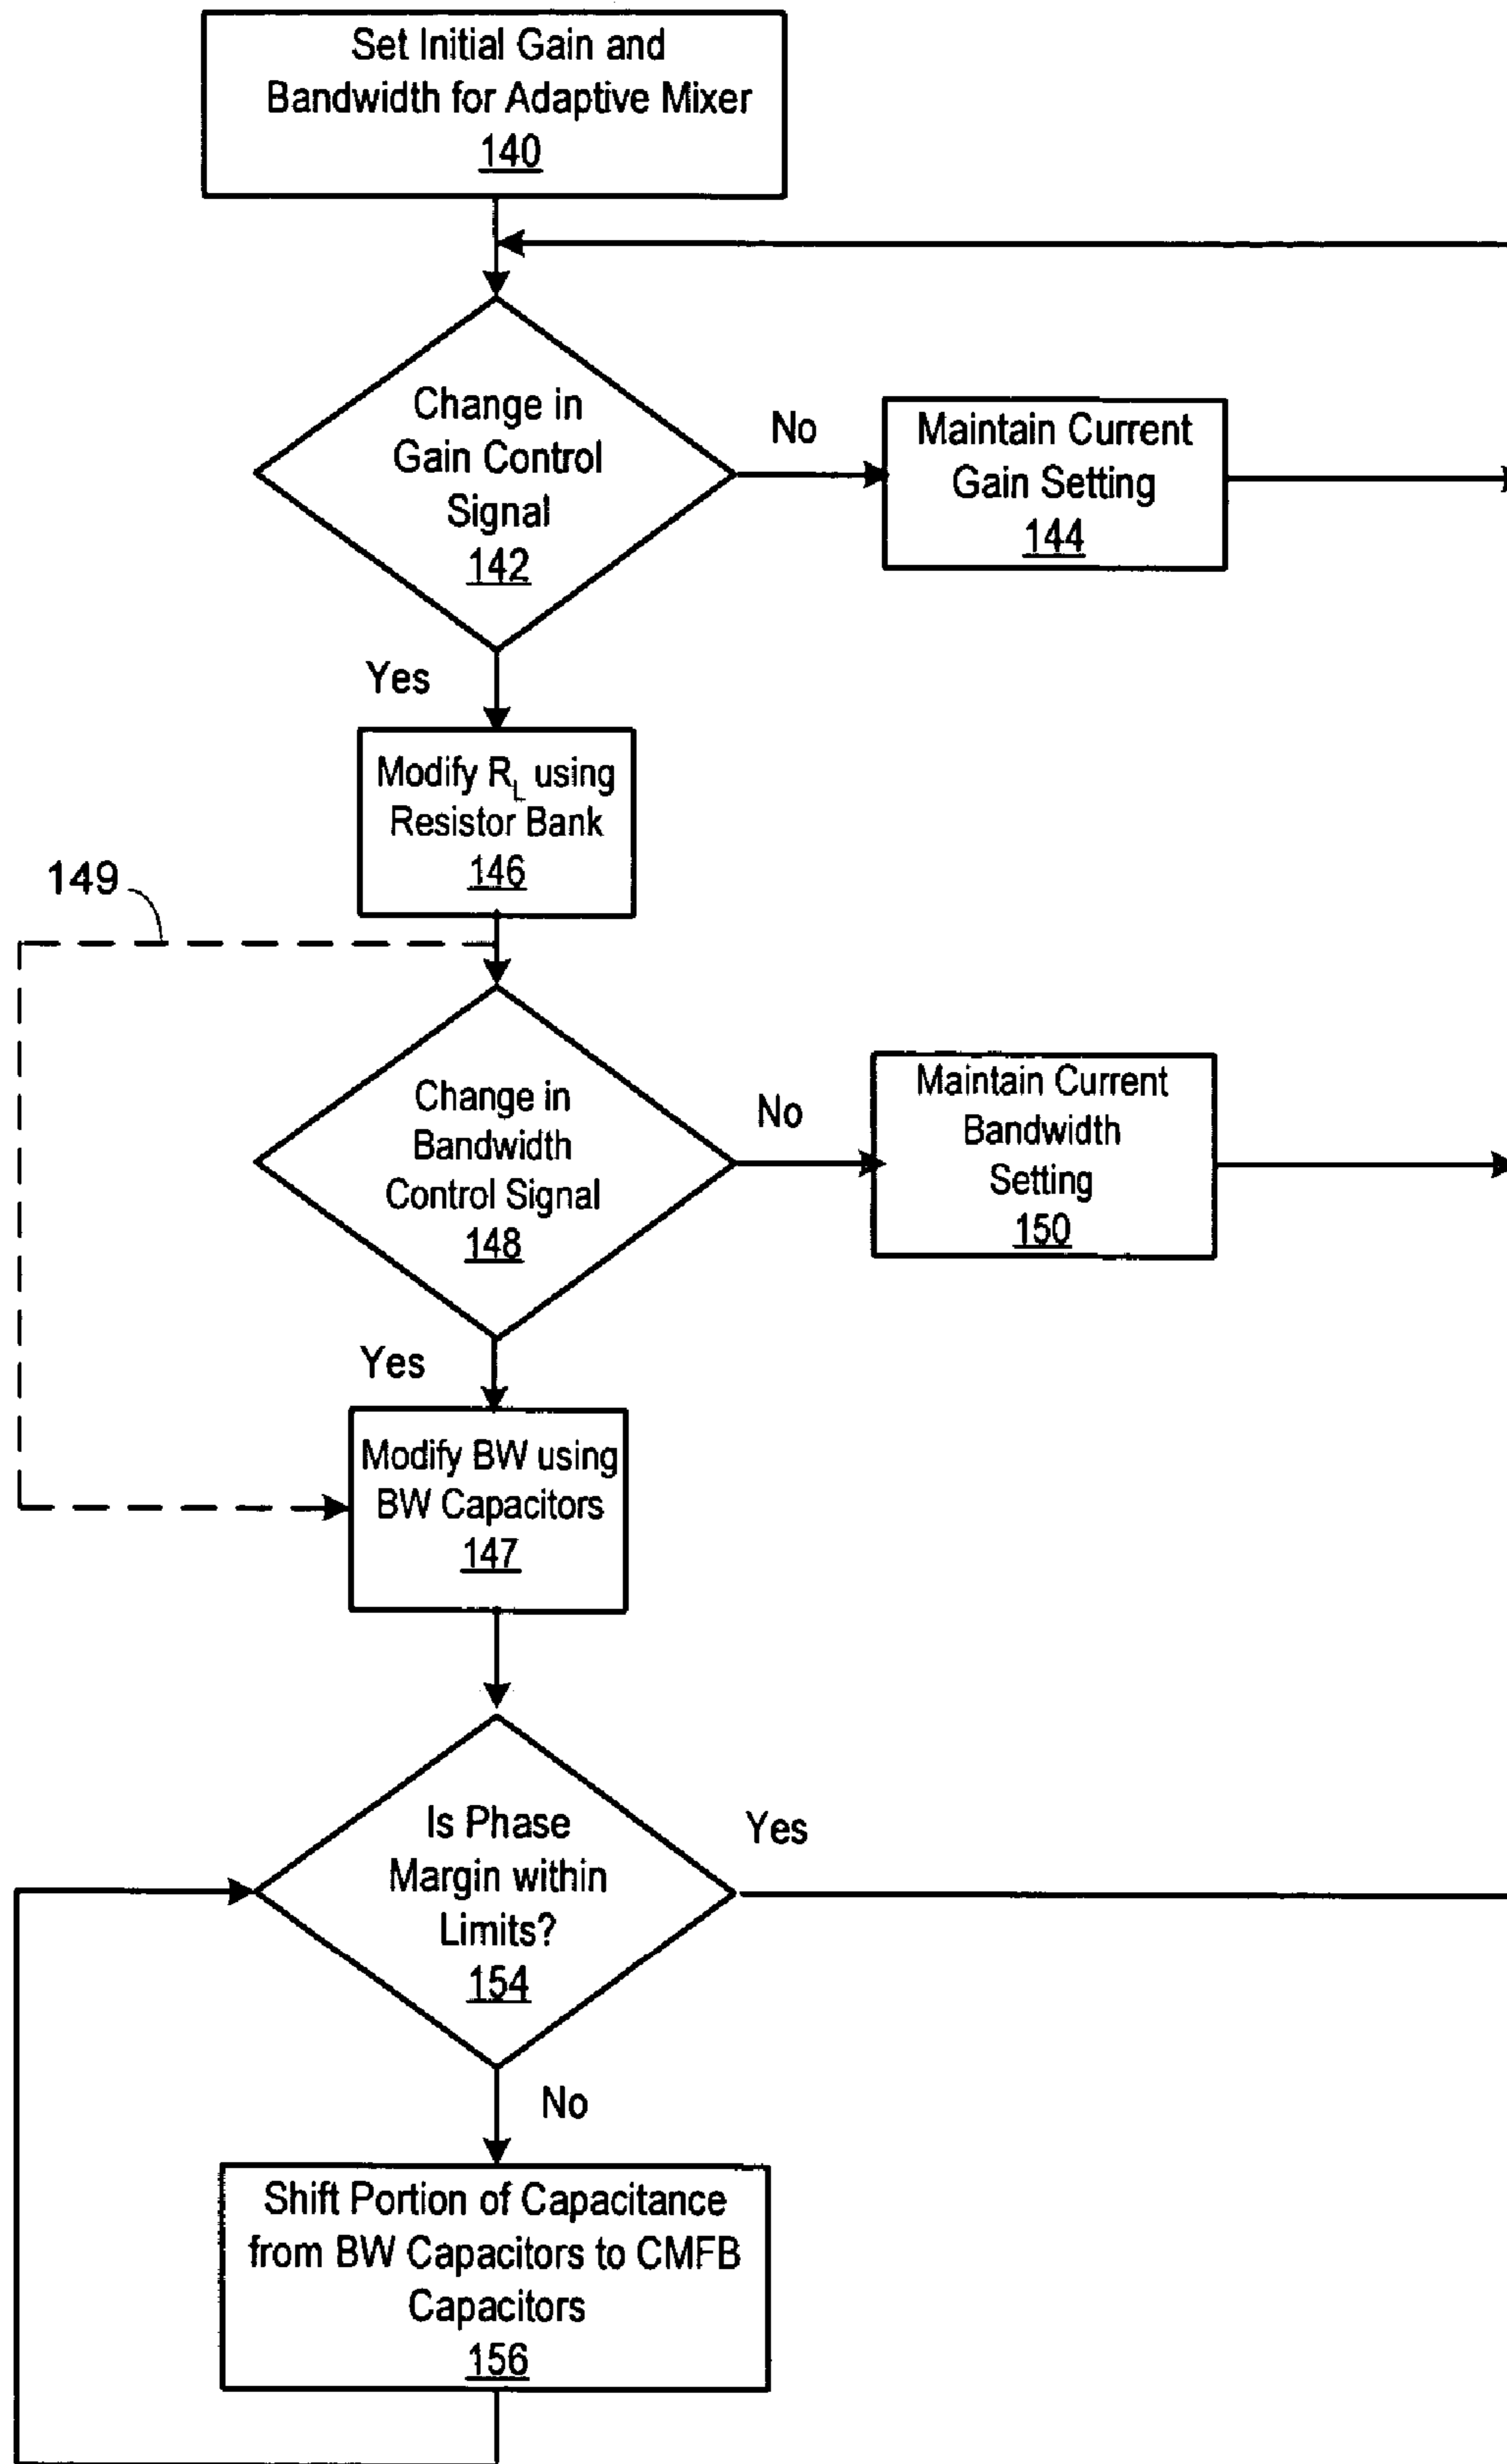 Set Initial Gain and
Bandwidth for Adaptive Mixer
140
Change in
Gain Control
Signal
142
No
Maintain Current
Gain Setting
144
Yes
Modify RL using
Resistor Bank
146
149
Change in
Bandwidth
Control Signal
148
No
Maintain Current
Bandwidth
Setting
150
Yes
Modify BW using
BW Capacitors
147
Is Phase
Margin within
Limits?
154
Yes
No
Shift Portion of Capacitance
from BW Capacitors to CMFB
Capacitors
156